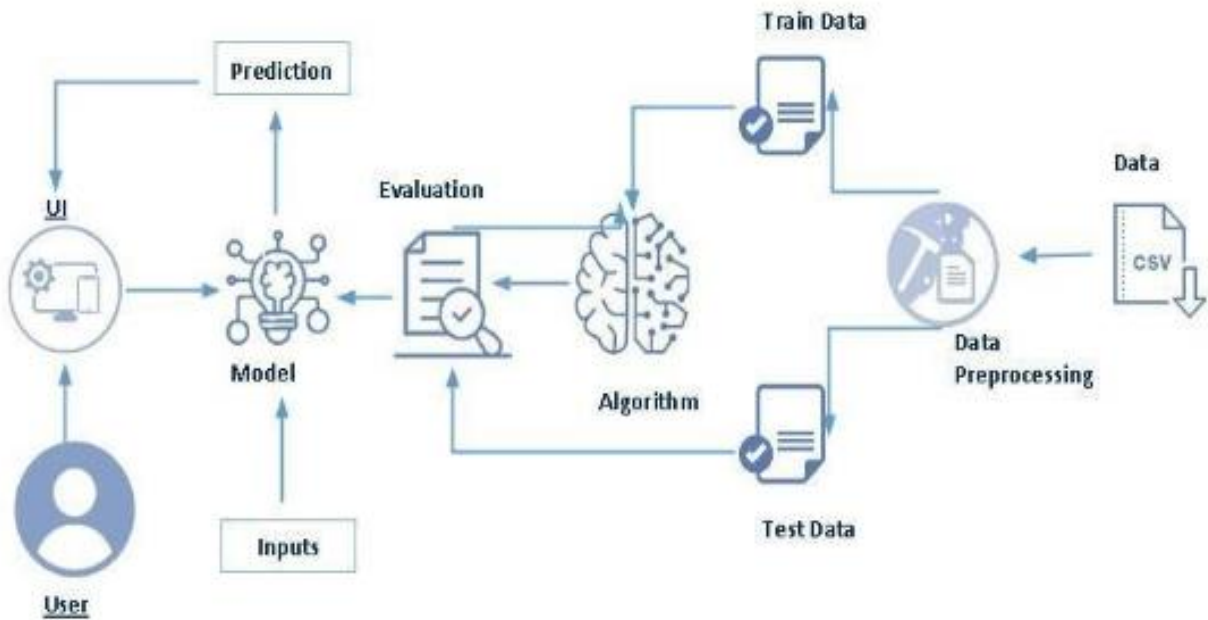 Train Data
Prediction
Data
Evaluation
UI
CSV
Model
Data
Preprocessing
Algorithm
Inputs
Test Data
User